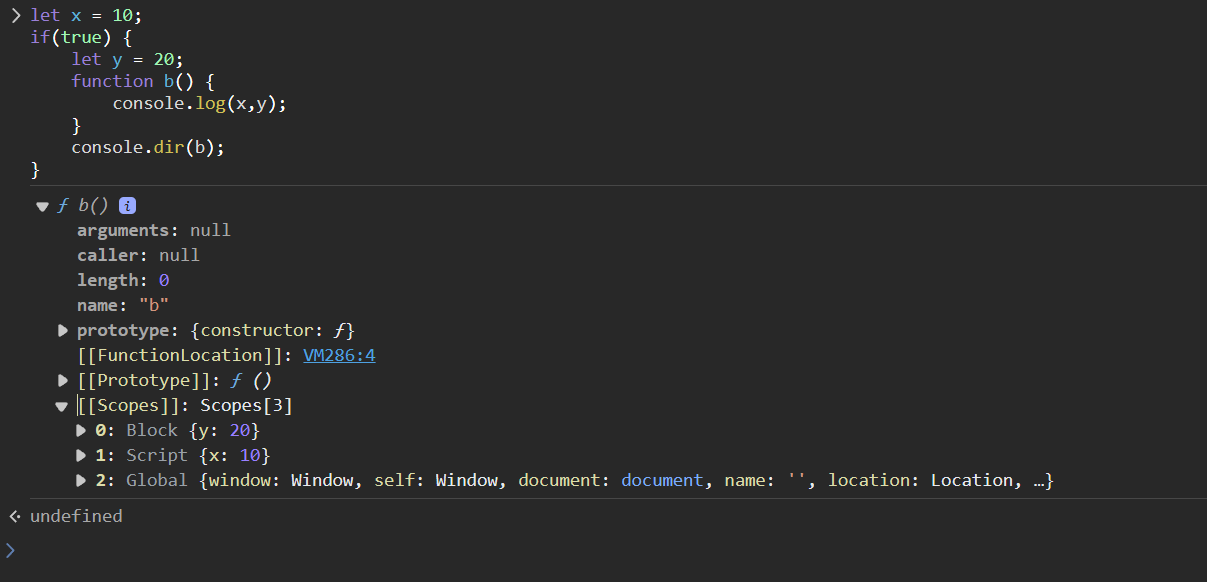 let x = 10;
if(true) {
    let y = 20;
    function b() {
        console.log(x,y);
    }
    console.dir(b);
}
ƒ b() i
arguments: null
caller: null
length: 0
name: "b"
prototype: {constructor: ƒ}
[[FunctionLocation]]: VM286:4
[[Prototype]]: ƒ ()
[[Scopes]]: Scopes[3]
0: Block {y: 20}
1: Script {x: 10}
2: Global {window: Window, self: Window, document: document, name: '', location: Location, …}
undefined